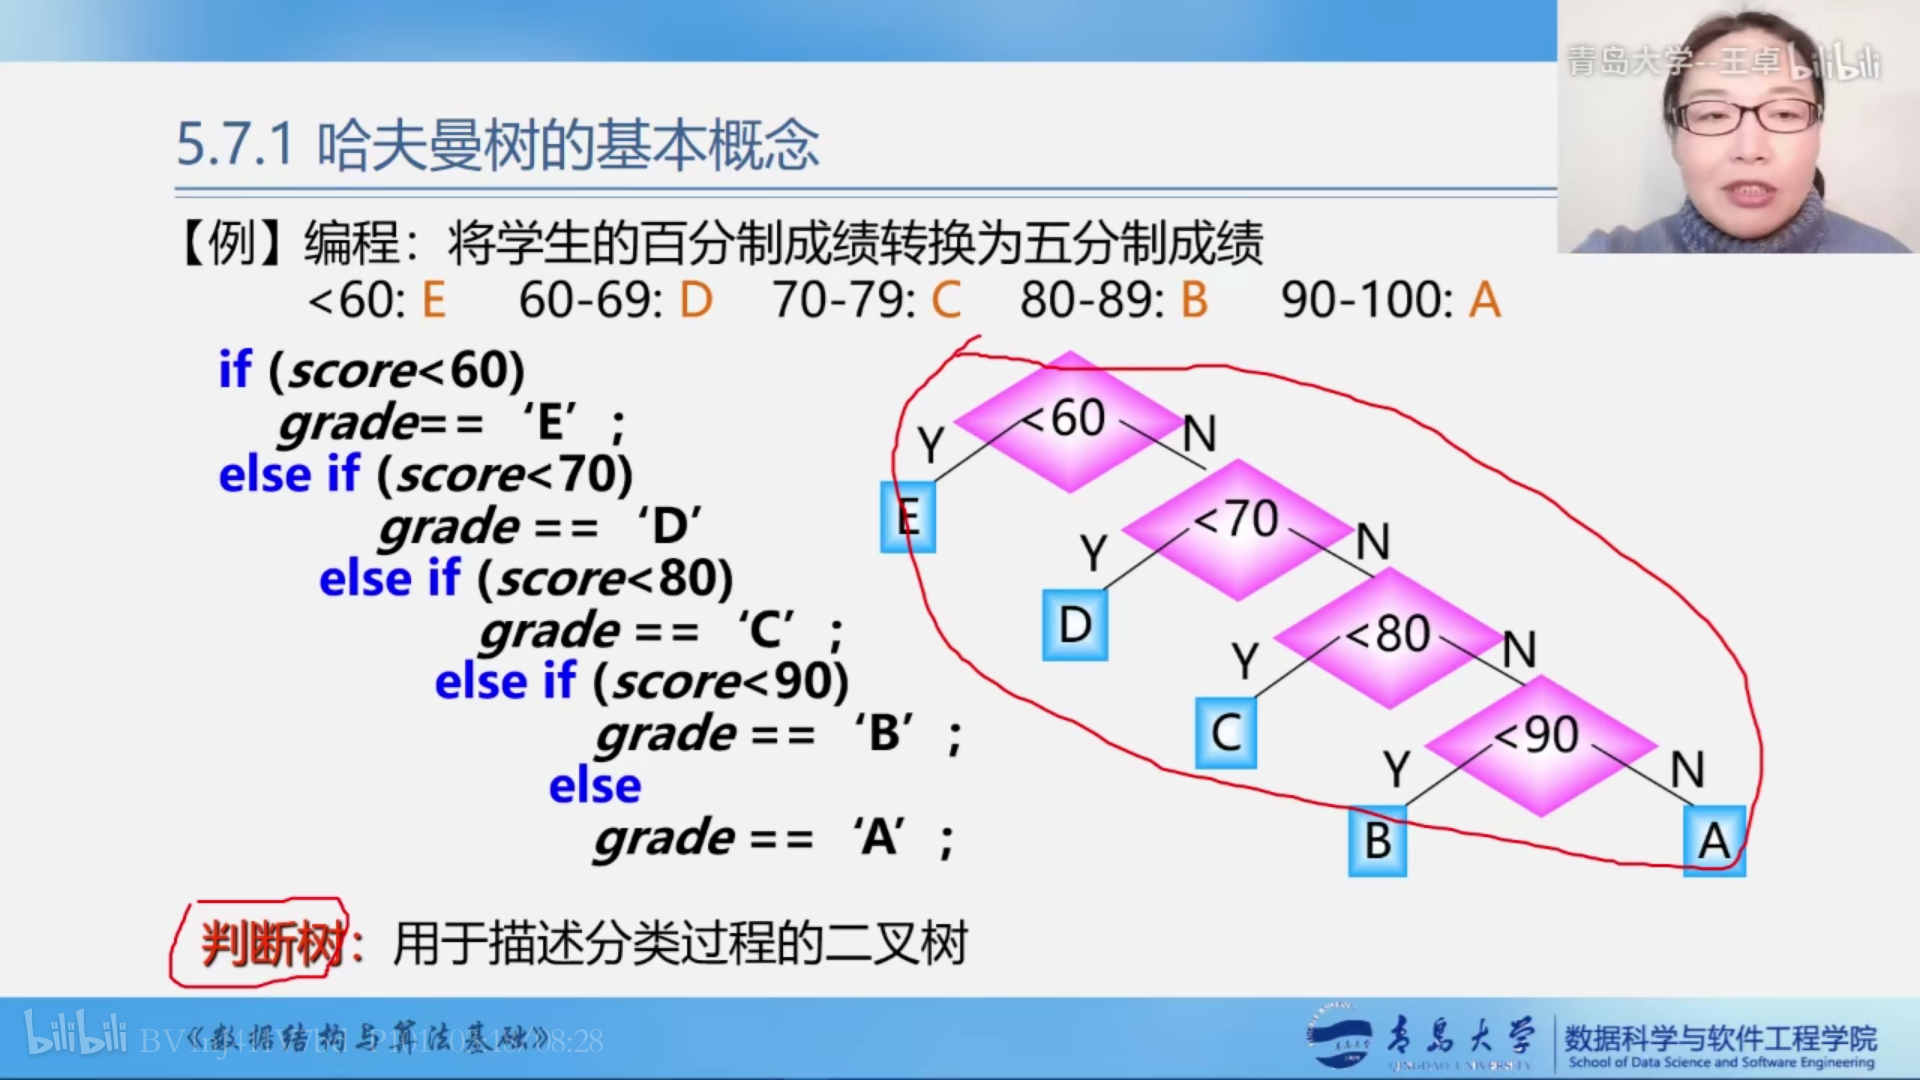 青岛大学--王卓 bilibili
5.7.1 哈夫曼树的基本概念
【例】编程：将学生的百分制成绩转换为五分制成绩
<60: E 60-69: D 70-79: C 80-89: B 90-100: A
if (score<60)
grade== ‘E’ ;
else if (score<70)
grade == ‘D’
else if (score<80)
grade == ‘C’ ;
else if (score<90)
grade == ‘B’ ;
else
grade == ‘A’ ;
<60
Y N
E
<70
Y N
D
<80
Y N
C
<90
Y N
B A
判断树：用于描述分类过程的二叉树
bilibili
《数据结构与算法基础》
08:28
青岛大学
QINGDAO UNIVERSITY
数据科学与软件工程学院
School of Data Science and Software Engineering